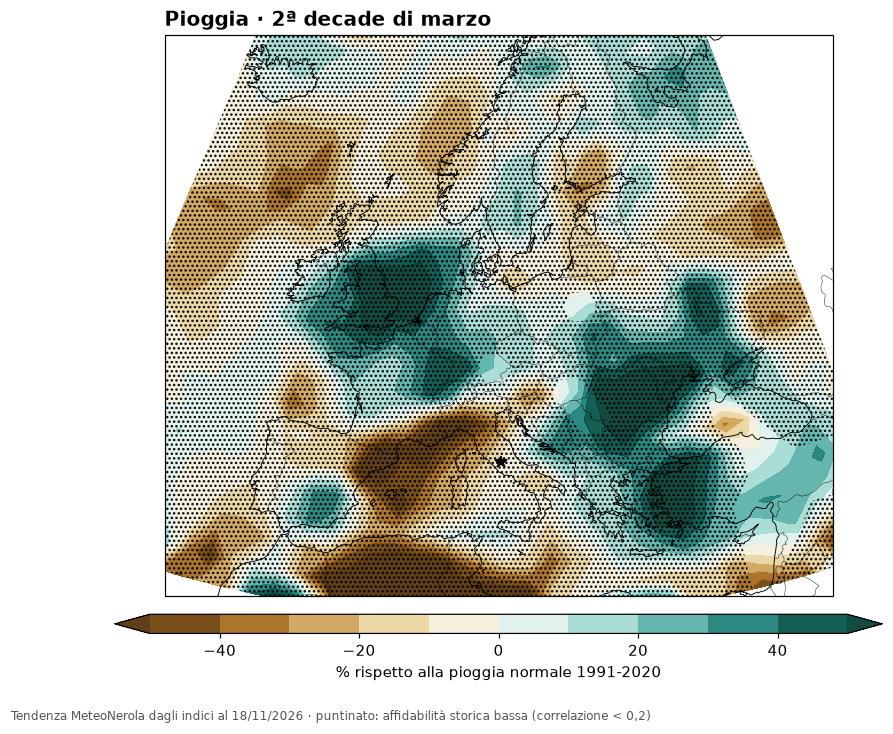 Pioggia · 2ª decade di marzo
−40 −20 0 20 40
% rispetto alla pioggia normale 1991-2020
Tendenza MeteoNerola dagli indici al 18/11/2026 · puntinato: affidabilità storica bassa (correlazione < 0,2)